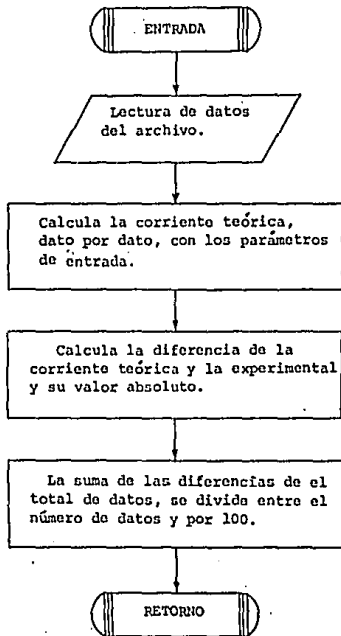 ENTRADA
Lectura de datos
del archivo.
Calcula la corriente teórica,
dato por dato, con los parámetros
de entrada.
Calcula la diferencia de la
corriente teórica y la experimental
y su valor absoluto.
La suma de las diferencias de el
total de datos, se divide entre el
número de datos y por 100.
RETORNO